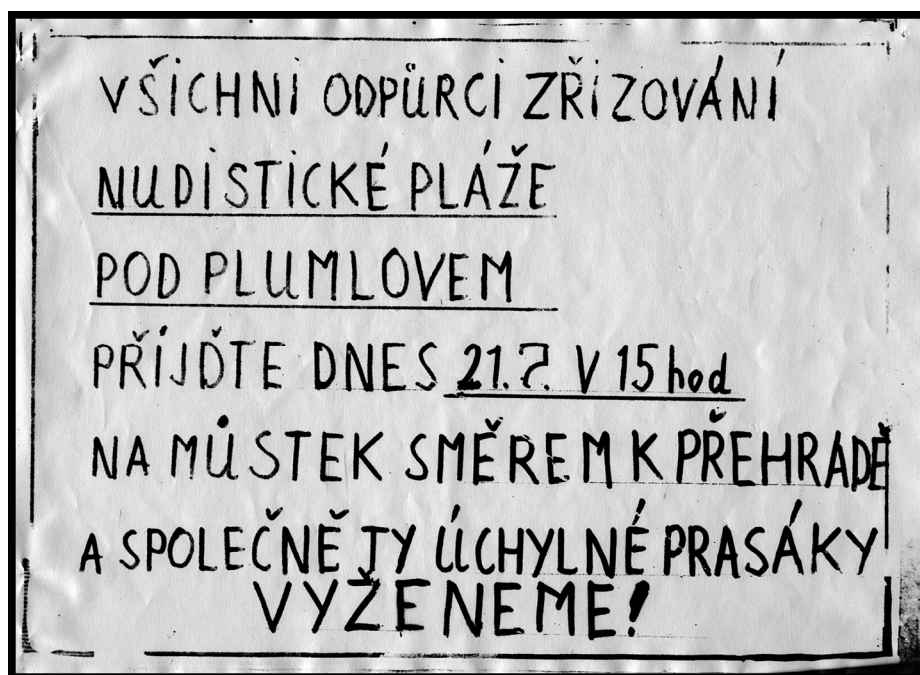 VŠICHNI ODPŮRCI ZŘIZOVÁNÍ
NUDISTICKÉ PLÁŽE
POD PLUMLOVEM
PŘÍJĎTE DNES 21.7. V 15 hod
NA MŮSTEK SMĚREM K PŘEHRADĚ
A SPOLEČNĚ TY ÚCHYLNÉ PRASÁKY
VYŽENEME!